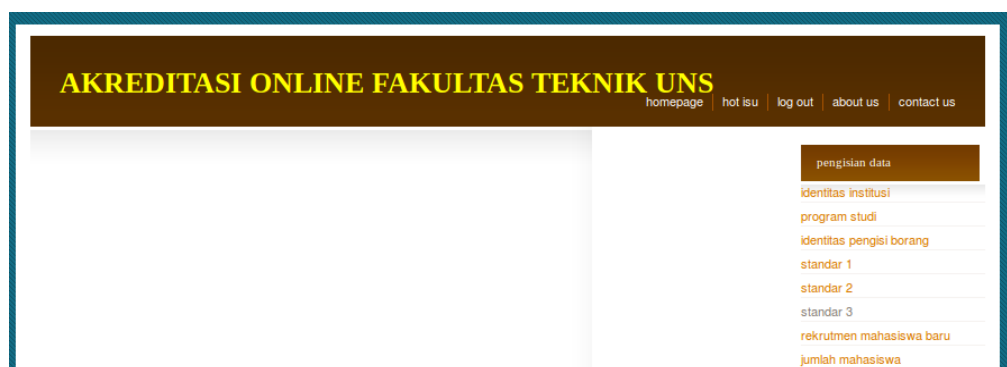 AKREDITASI ONLINE FAKULTAS TEKNIK UNS
homepage hot isu log out about us contact us
pengisian data
identitas institusi
program studi
identitas pengisi borang
standar 1
standar 2
standar 3
rekrutmen mahasiswa baru
jumlah mahasiswa